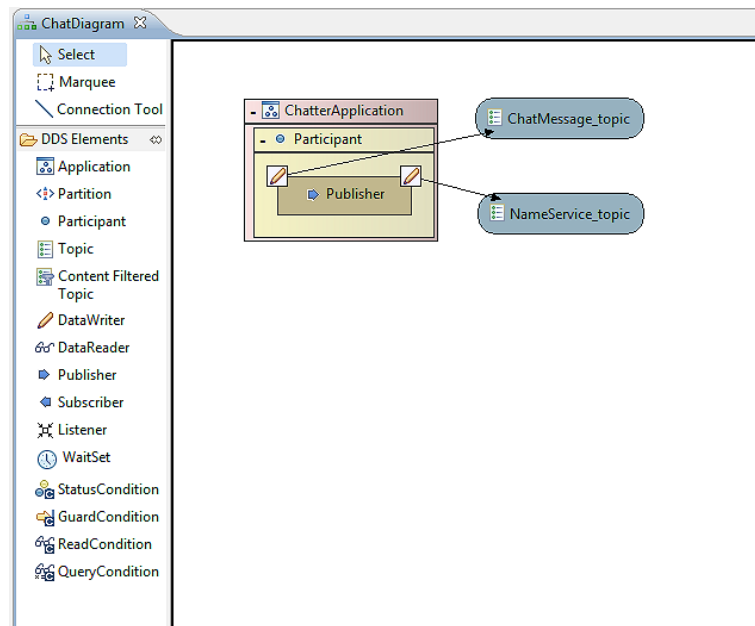 ChatDiagram
Select
Marquee
Connection Tool
DDS Elements
Application
Partition
Participant
Topic
Content Filtered
Topic
DataWriter
DataReader
Publisher
Subscriber
Listener
WaitSet
StatusCondition
GuardCondition
ReadCondition
QueryCondition
ChatterApplication
Participant
Publisher
ChatMessage_topic
NameService_topic